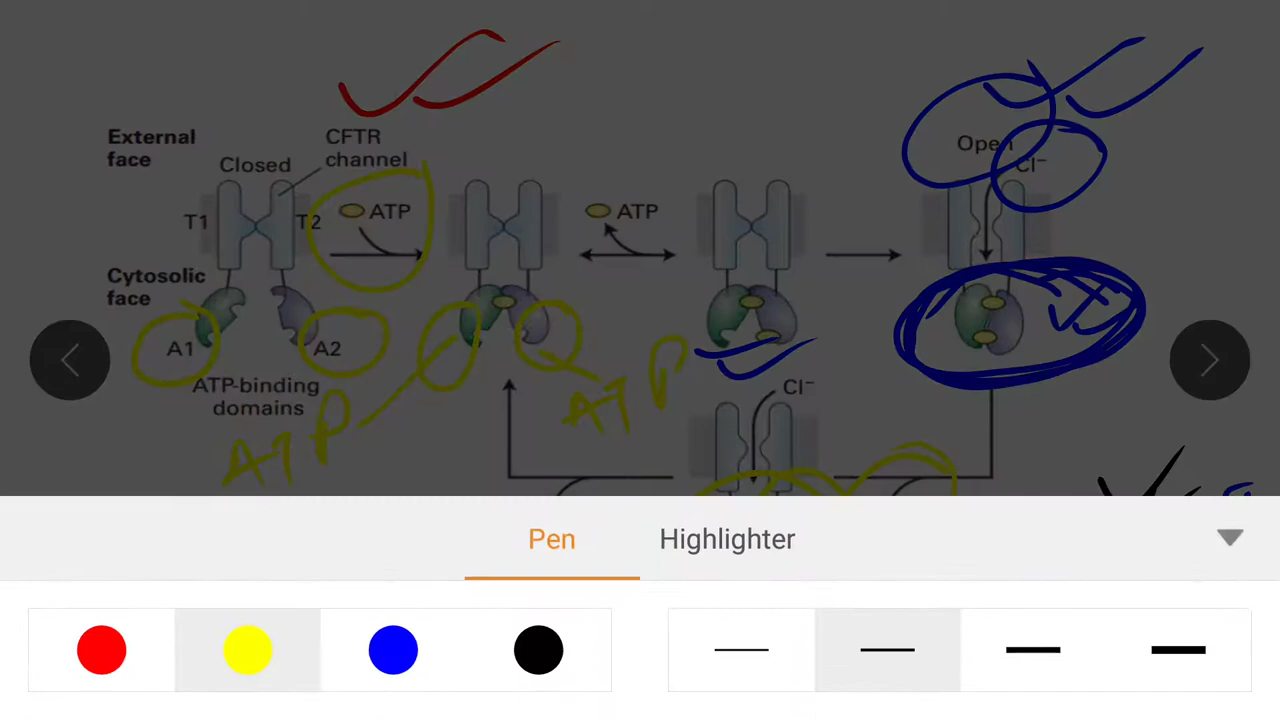 External
face
CFTR
channel
Closed
Open
Cl⁻
T1
T2
ATP
ATP
Cytosolic
face
A1
A2
ATP-binding
domains
Cl⁻
ATP
ATP
Pen
Highlighter